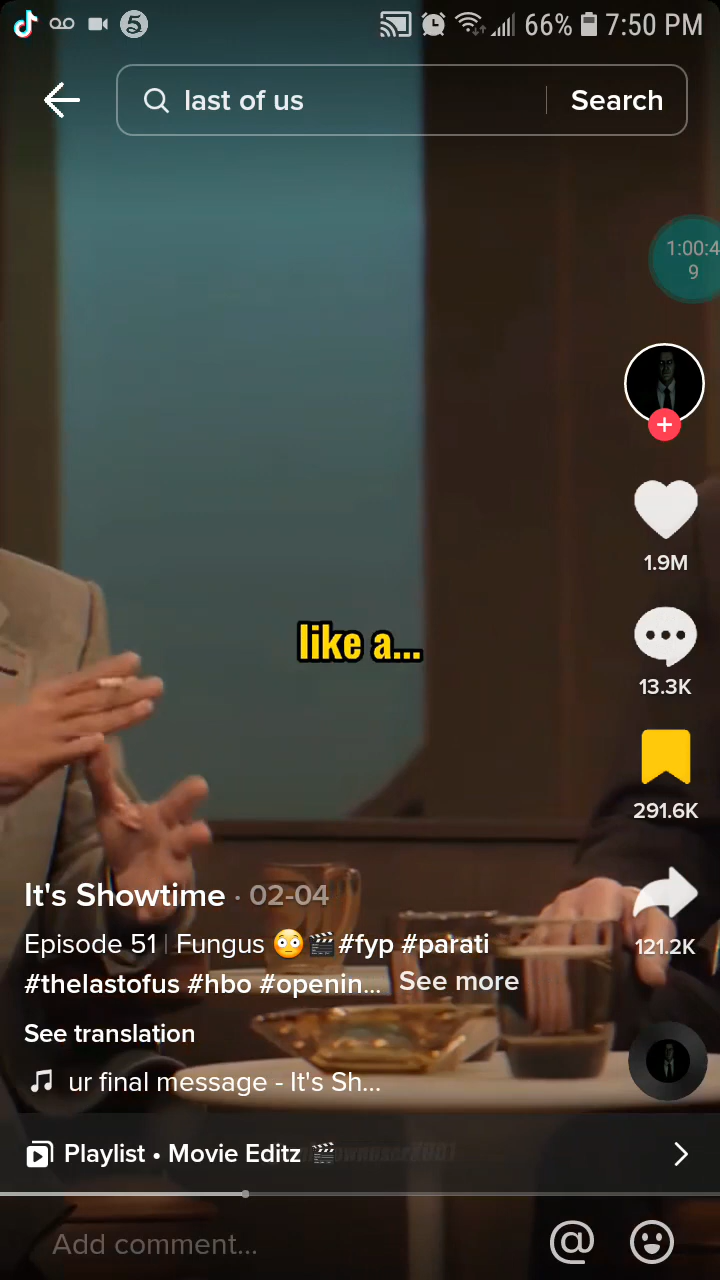 66% 7:50 PM
last of us Search
1:00:4
9
like a...
1.9M
13.3K
291.6K
121.2K
It's Showtime · 02-04
Episode 51 | Fungus 😳🎬#fyp #parati
#thelastofus #hbo #openin... See more
See translation
ur final message - It's Sh...
Playlist • Movie Editz 🎬
Add comment...